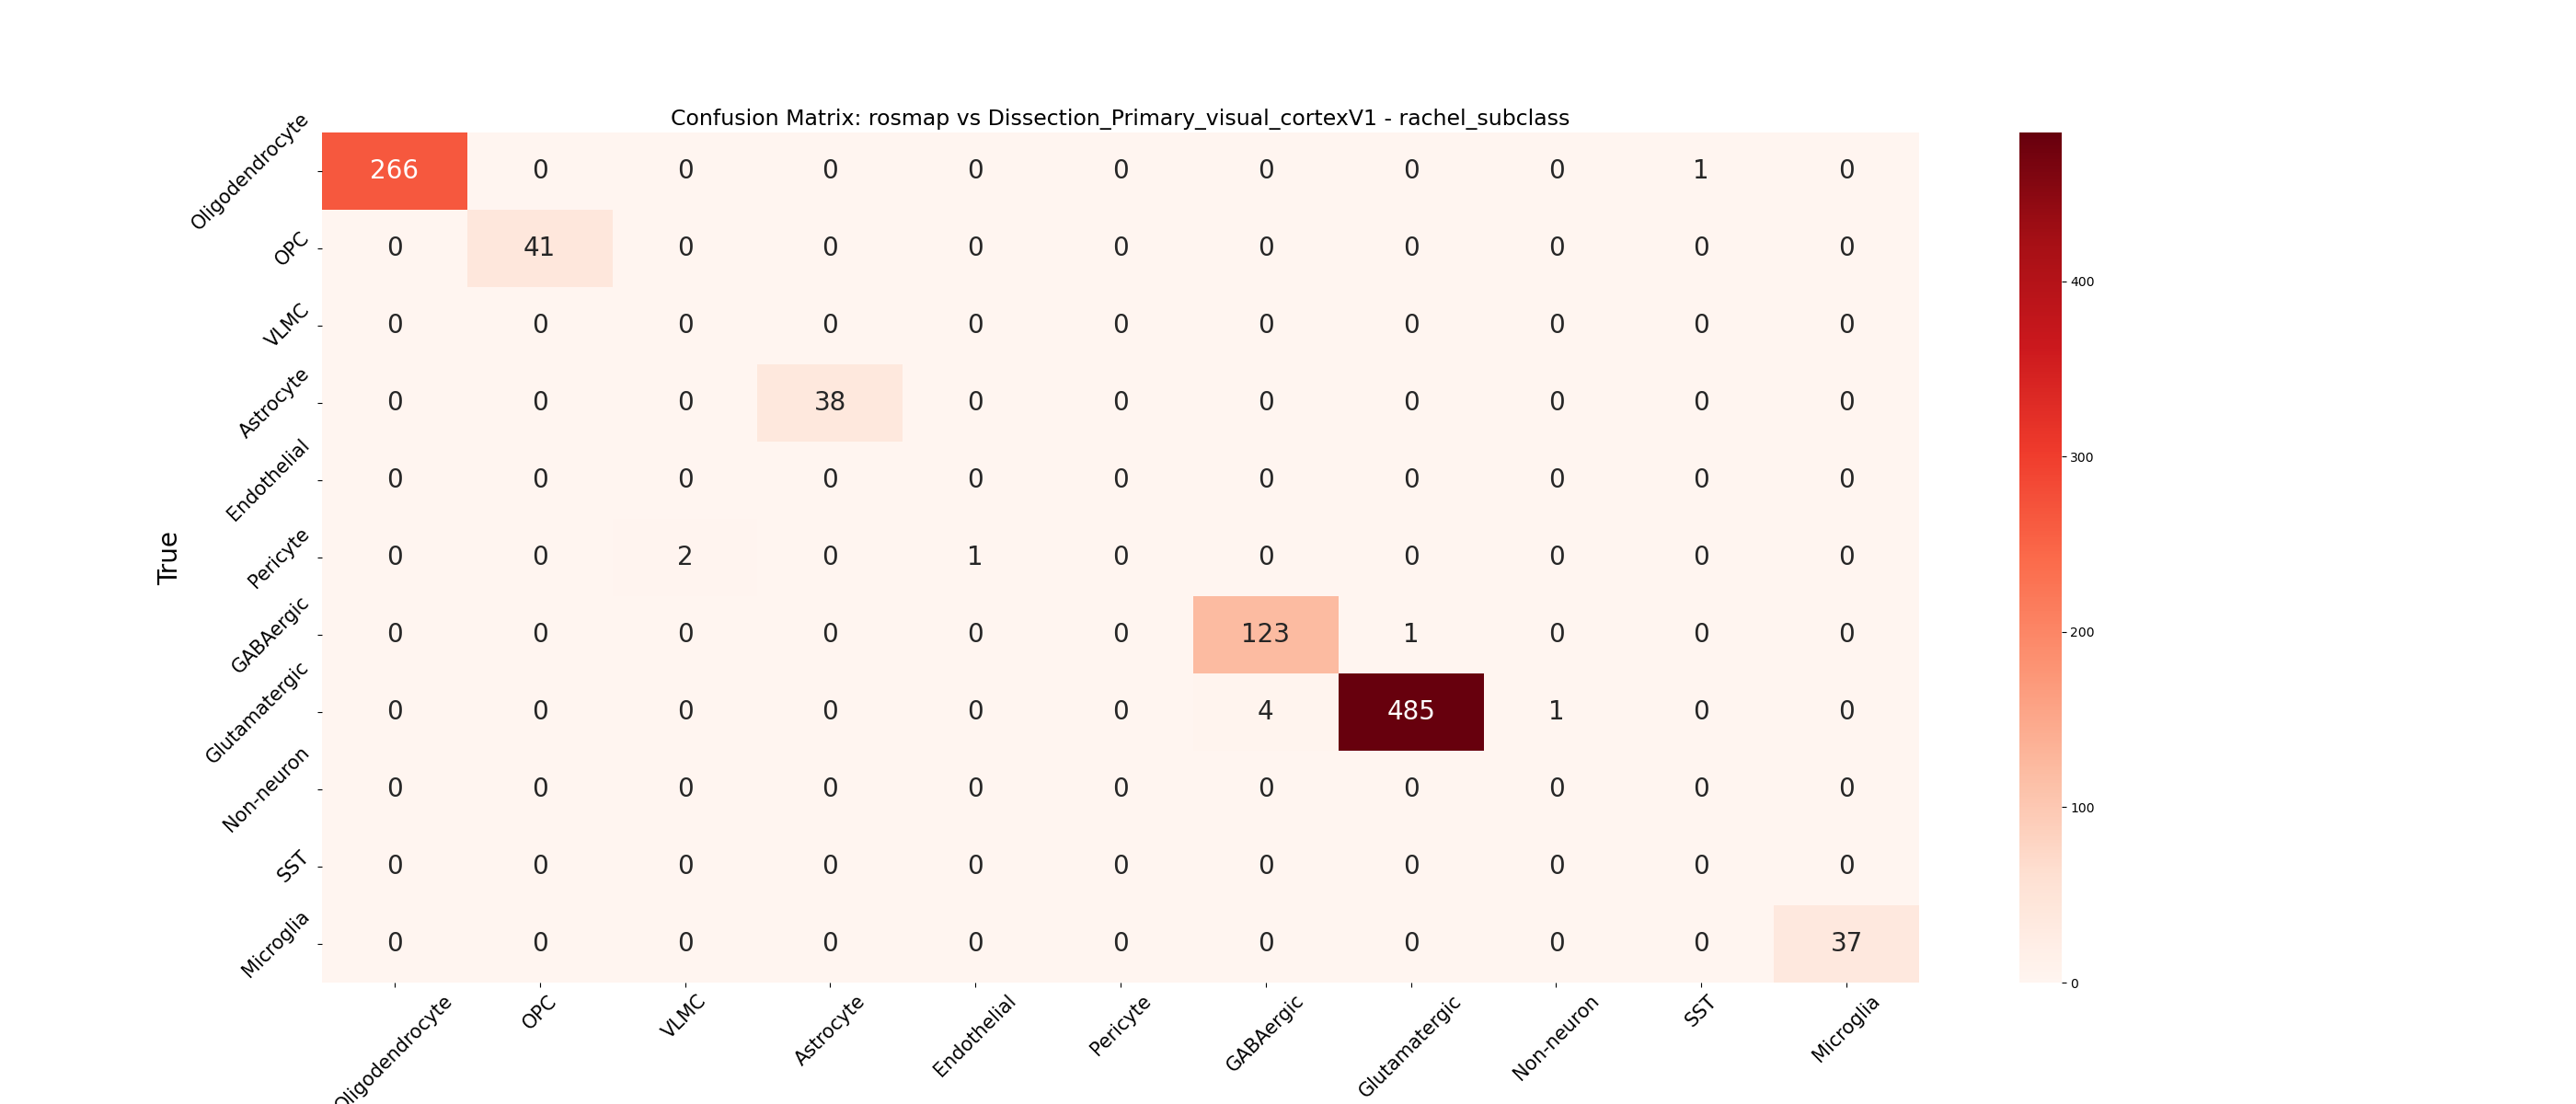 Confusion Matrix: rosmap vs Dissection_Primary_visual_cortexV1 - rachel_subclass
True
Oligodendrocyte 266 0 0 0 0 0 0 0 0 1 0
OPC 0 41 0 0 0 0 0 0 0 0 0
VLMC 0 0 0 0 0 0 0 0 0 0 0
Astrocyte 0 0 0 38 0 0 0 0 0 0 0
Endothelial 0 0 0 0 0 0 0 0 0 0 0
Pericyte 0 0 2 0 1 0 0 0 0 0 0
GABAergic 0 0 0 0 0 0 123 1 0 0 0
Glutamatergic 0 0 0 0 0 0 4 485 1 0 0
Non-neuron 0 0 0 0 0 0 0 0 0 0 0
SST 0 0 0 0 0 0 0 0 0 0 0
Microglia 0 0 0 0 0 0 0 0 0 0 37
Oligodendrocyte OPC VLMC Astrocyte Endothelial Pericyte GABAergic Glutamatergic Non-neuron SST Microglia
400
300
200
100
0